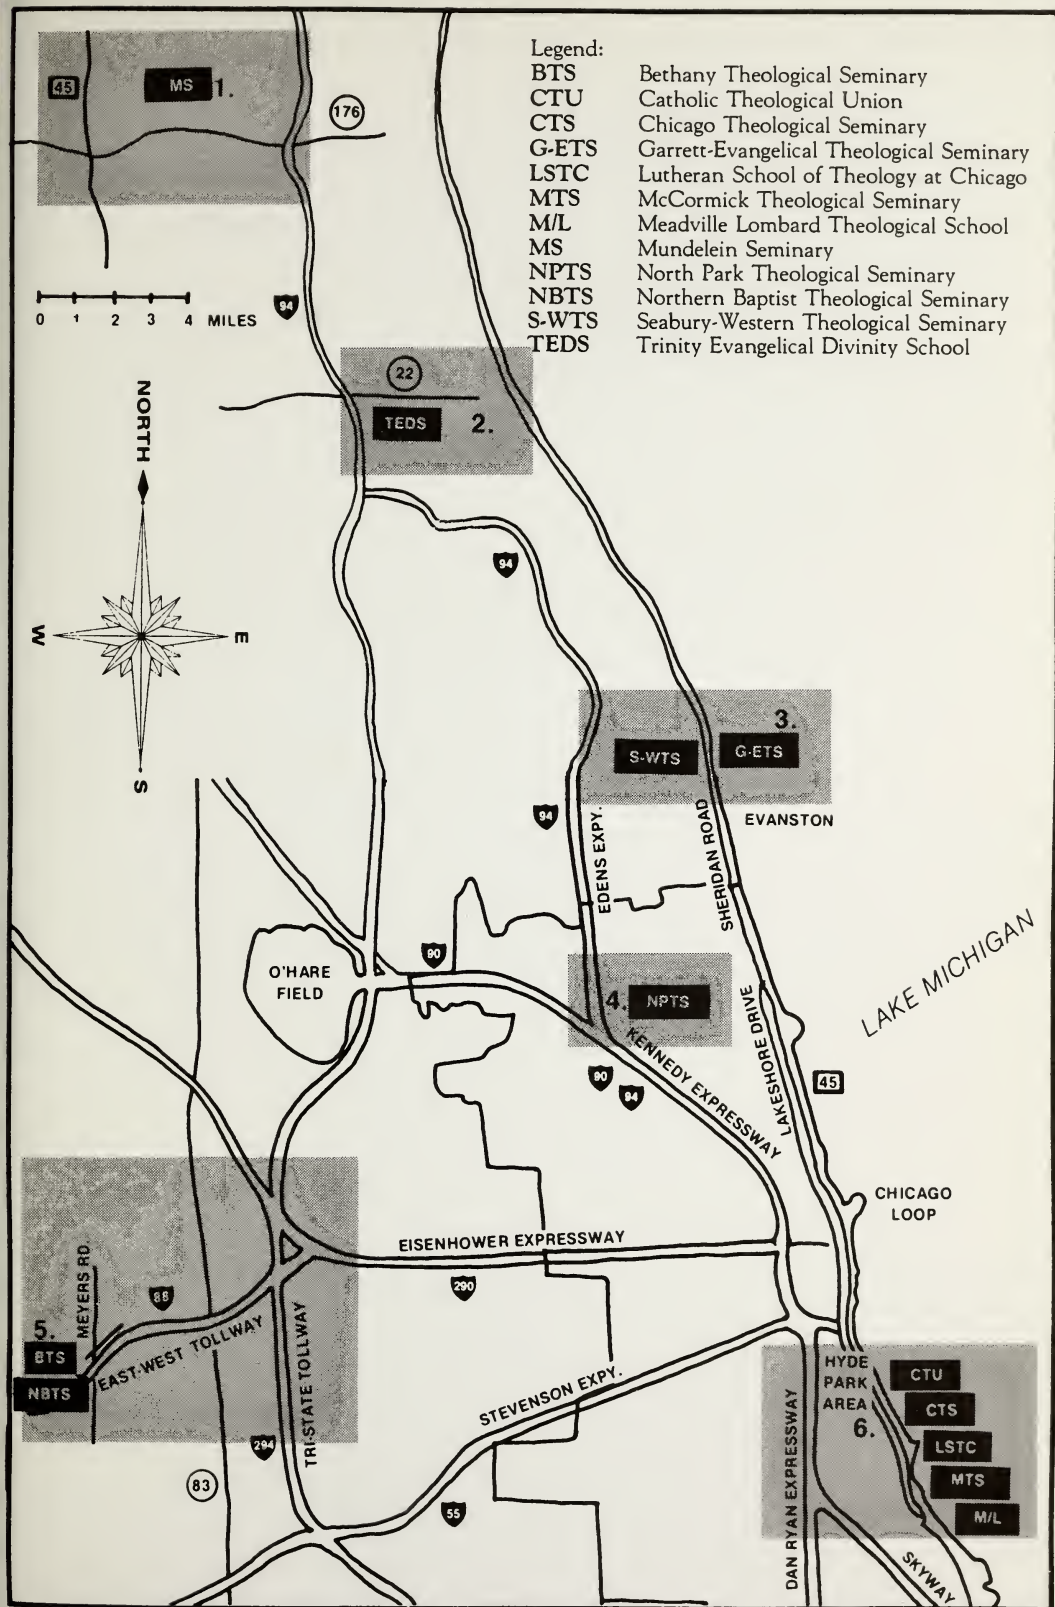 Legend:
BTS Bethany Theological Seminary
CTU Catholic Theological Union
CTS Chicago Theological Seminary
G-ETS Garrett-Evangelical Theological Seminary
LSTC Lutheran School of Theology at Chicago
MTS McCormick Theological Seminary
M/L Meadville Lombard Theological School
MS Mundelein Seminary
NPTS North Park Theological Seminary
NBTS Northern Baptist Theological Seminary
S-WTS Seabury-Western Theological Seminary
TEDS Trinity Evangelical Divinity School
45
MS 1.
176
0 1 2 3 4 MILES
94
22
TEDS 2.
NORTH
W E
S
94
3.
S-WTS G-ETS
EVANSTON
94
EDENS EXPY.
SHERIDAN ROAD
LAKE MICHIGAN
90
O'HARE
FIELD
4. NPTS
KENNEDY EXPRESSWAY
90
94
LAKESHORE DRIVE
45
CHICAGO
LOOP
EISENHOWER EXPRESSWAY
290
MEYERS RD.
88
5.
BTS
NBTS
EAST-WEST TOLLWAY
TRI-STATE TOLLWAY
294
83
STEVENSON EXPY.
55
HYDE
PARK
AREA
6.
CTU
CTS
LSTC
MTS
M/L
DAN RYAN EXPRESSWAY
SKYWAY